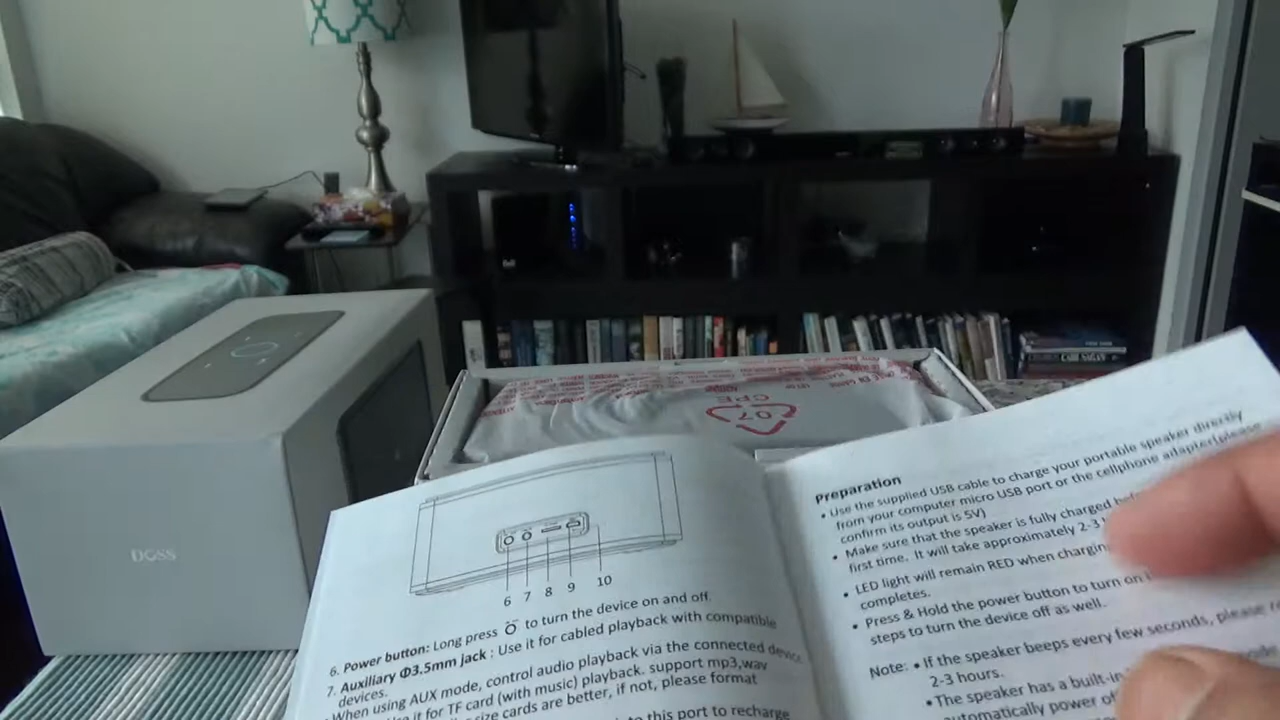 CARL SAGAN
07
CPE
DOSS
6 7 8 9 10
6. Power button: Long press to turn the device on and off.
7. Auxiliary Φ3.5mm jack : Use it for cabled playback with compatible
devices.
When using AUX mode, control audio playback via the connected device.
it for TF card (with music) playback. support mp3,wav
size cards are better, if not, please format
to this port to recharge
Preparation
• Use the supplied USB cable to charge your portable speaker directly
from your computer micro USB port or the cellphone adapter(please
confirm its output is 5V)
• Make sure that the speaker is fully charged
first time. It will take approximately 2-3
• LED light will remain RED when charging
completes.
• Press & Hold the power button to turn on
steps to turn the device off as well.
Note: • If the speaker beeps every few seconds, please
2-3 hours.
• The speaker has a built-in
automatically power